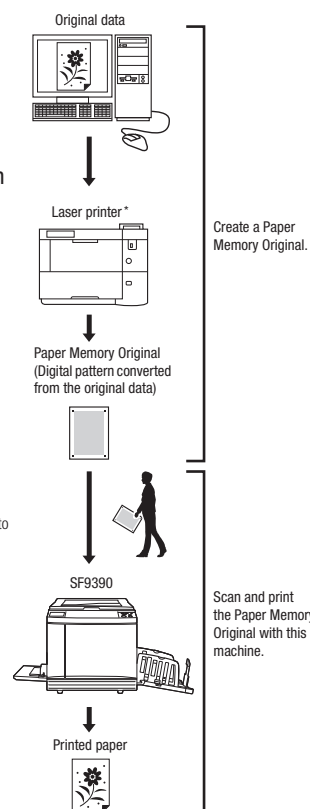 Original data
Laser printer*
Create a Paper
Memory Original.
Paper Memory Original
(Digital pattern converted
from the original data)
to
SF9390
Scan and print
the Paper Memory
Original with this
machine.
Printed paper